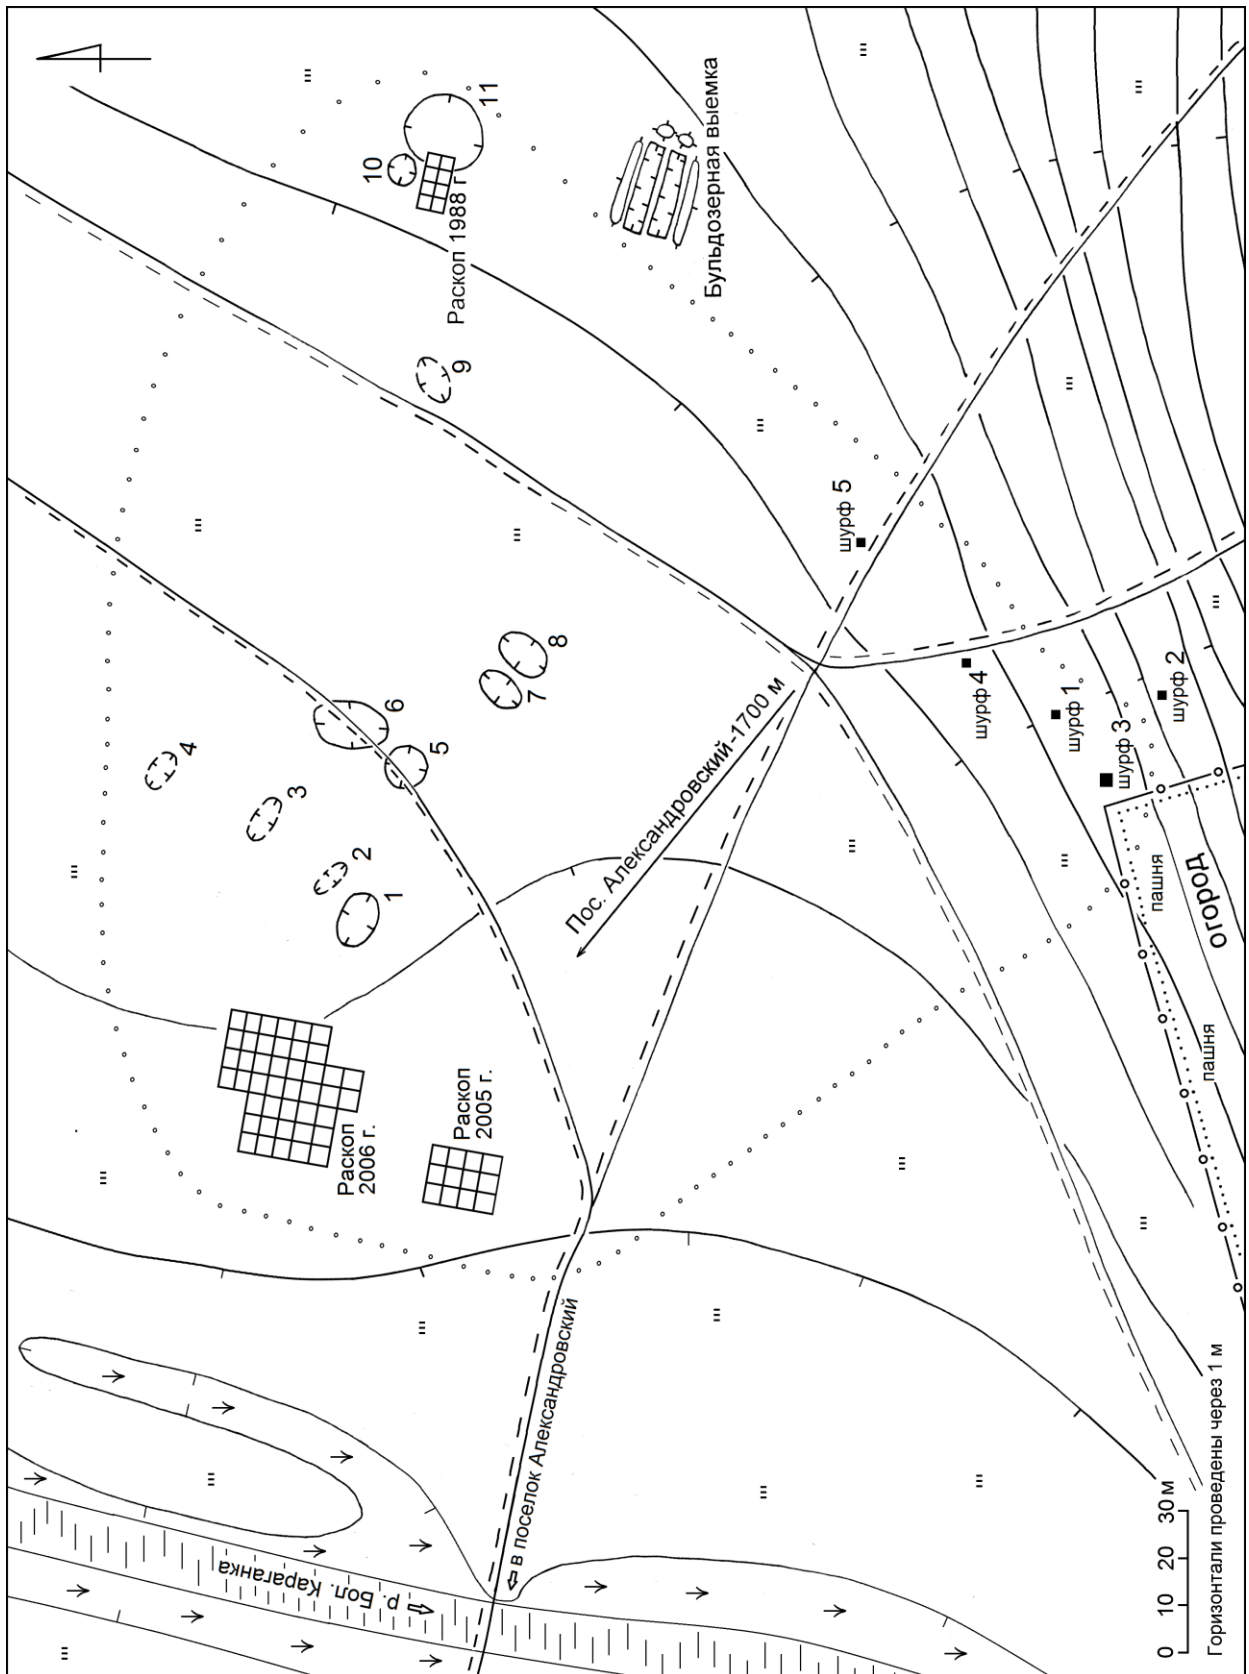 11
10
Раскоп 1988 г.
Бульдозерная выемка
9
шурф 5
4
6
3
5
8
7
2
1
Пос. Александровский -1700 м
шурф 4
шурф 1
шурф 2
шурф 3
пашня
огород
пашня
Раскоп
2006 г.
Раскоп
2005 г.
в поселок Александровский
р. Бол. Караганка
0 10 20 30 м
Горизонтали проведены через 1 м